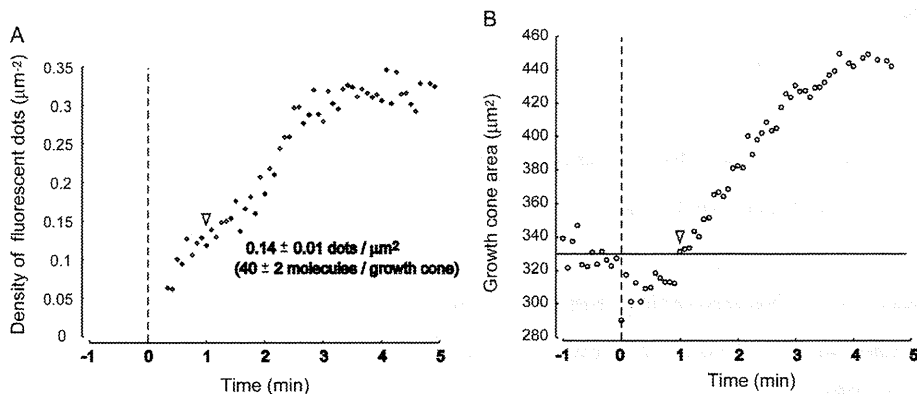 A
Density of fluorescent dots (μm⁻²)
0.35
0.3
0.25
0.2
0.15
0.1
0.05
0
0.14 ± 0.01 dots / μm²
(40 ± 2 molecules / growth cone)
-1 0 1 2 3 4 5
Time (min)
B
Growth cone area (μm²)
460
440
420
400
380
360
340
320
300
280
-1 0 1 2 3 4 5
Time (min)